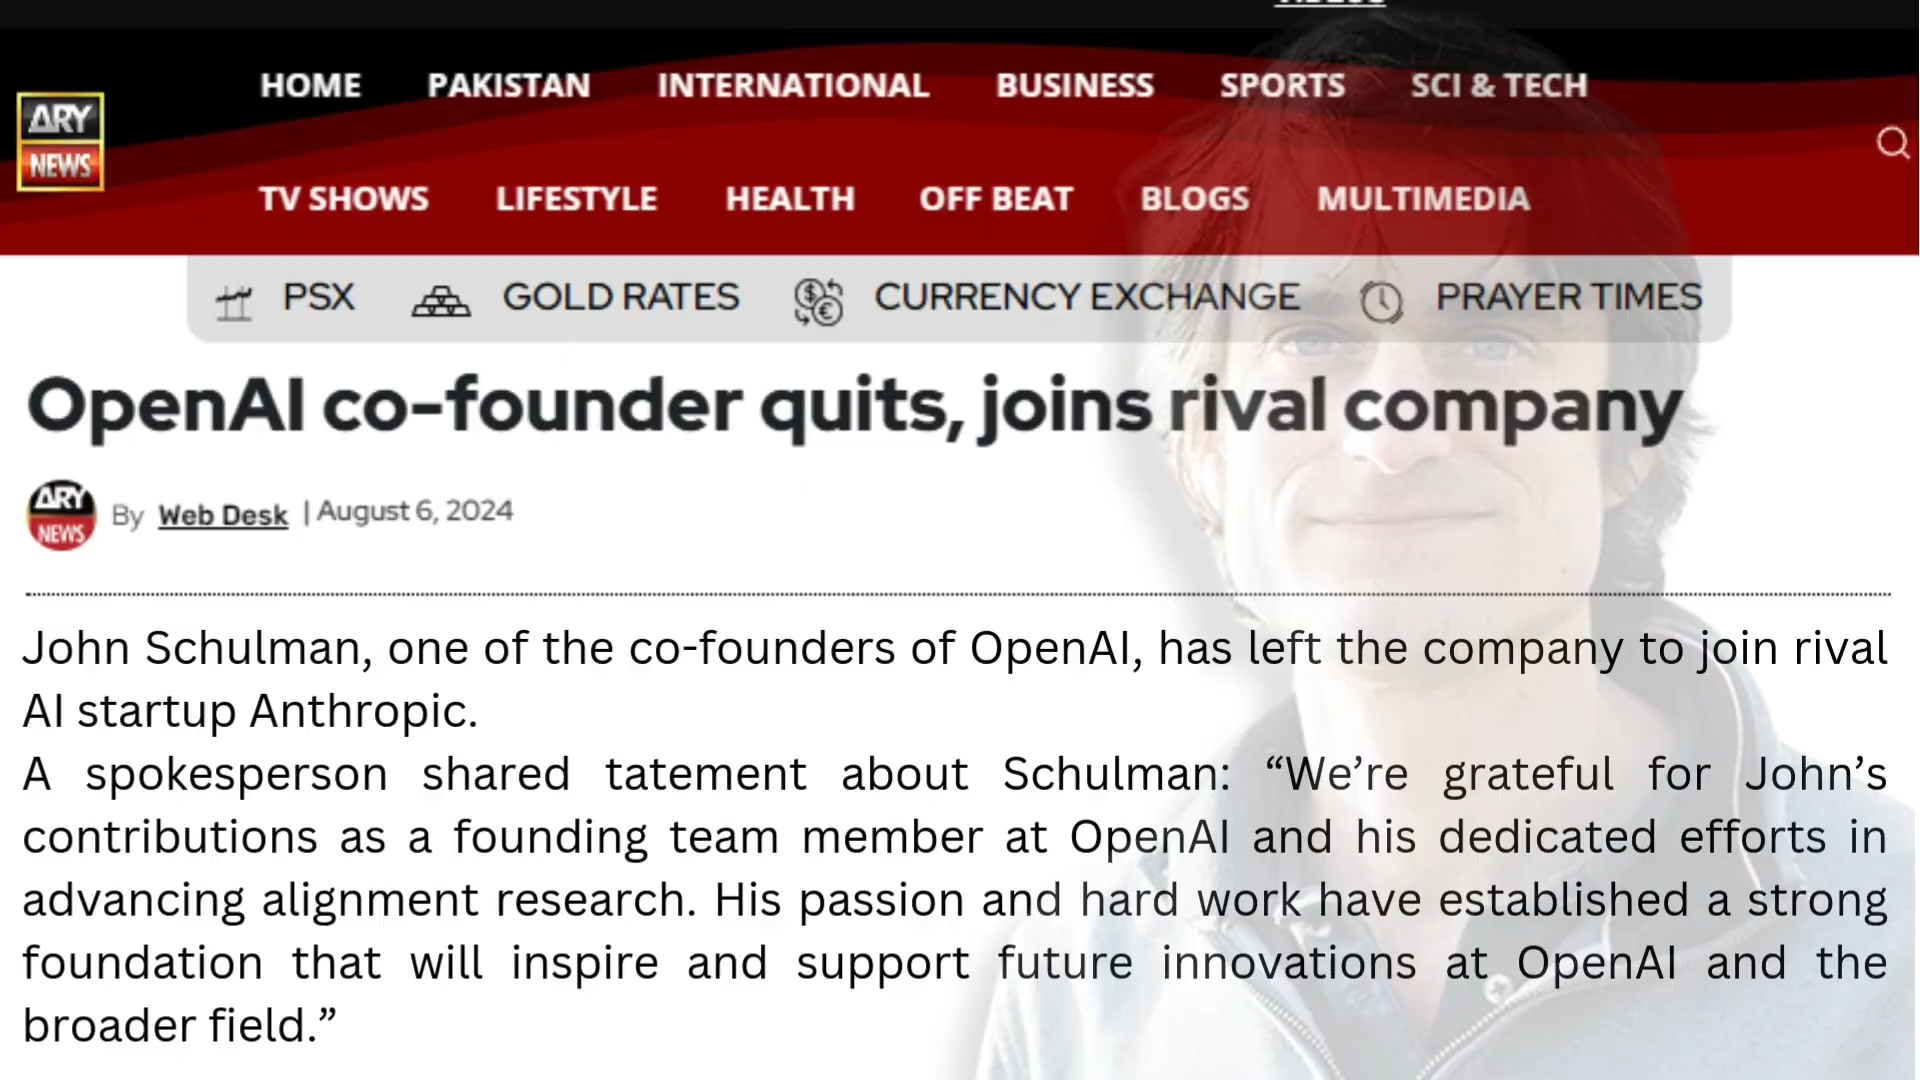 HOME PAKISTAN INTERNATIONAL BUSINESS SPORTS SCI & TECH
ARY
NEWS
TV SHOWS LIFESTYLE HEALTH OFF BEAT BLOGS MULTIMEDIA
PSX GOLD RATES CURRENCY EXCHANGE PRAYER TIMES
OpenAI co-founder quits, joins rival company
ARY
NEWS
By Web Desk | August 6, 2024
John Schulman, one of the co-founders of OpenAI, has left the company to join rival
AI startup Anthropic.
A spokesperson shared tatement about Schulman: “We’re grateful for John’s
contributions as a founding team member at OpenAI and his dedicated efforts in
advancing alignment research. His passion and hard work have established a strong
foundation that will inspire and support future innovations at OpenAI and the
broader field.”